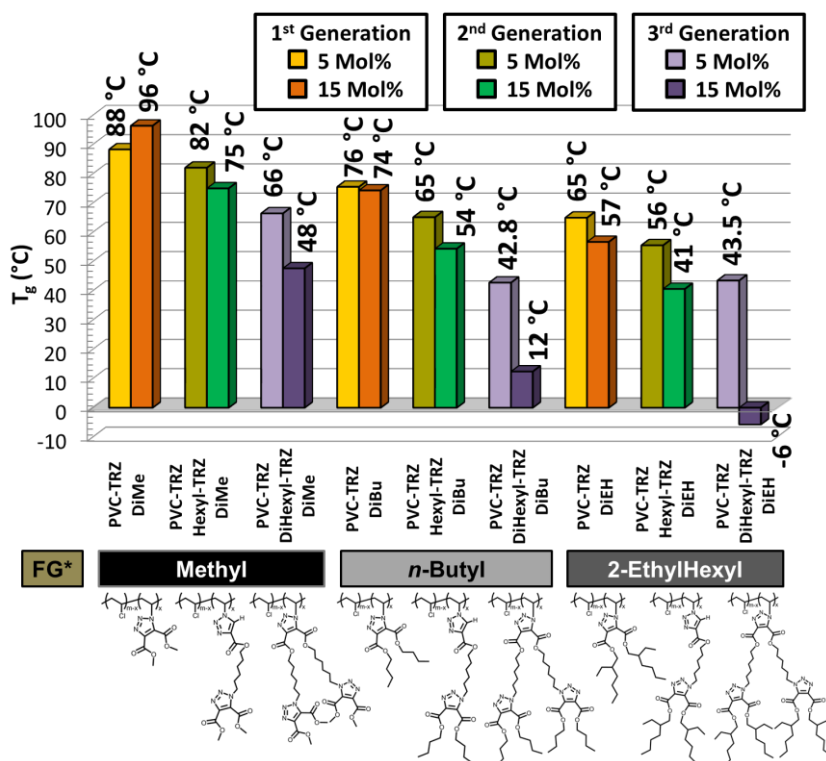 1st Generation
5 Mol%
15 Mol%
2nd Generation
5 Mol%
15 Mol%
3rd Generation
5 Mol%
15 Mol%
Tg (°C)
100
90
80
70
60
50
40
30
20
10
0
-10
88 °C
96 °C
82 °C
75 °C
66 °C
48 °C
76 °C
74 °C
65 °C
54 °C
42.8 °C
12 °C
65 °C
57 °C
56 °C
41 °C
43.5 °C
-6 °C
PVC-TRZ
DiMe
PVC-TRZ
Hexyl-TRZ
DiMe
PVC-TRZ
DiHexyl-TRZ
DiMe
PVC-TRZ
DiBu
PVC-TRZ
Hexyl-TRZ
DiBu
PVC-TRZ
DiHexyl-TRZ
DiBu
PVC-TRZ
DiEH
PVC-TRZ
Hexyl-TRZ
DiEH
PVC-TRZ
DiHexyl-TRZ
DiEH
FG*
Methyl
n-Butyl
2-EthylHexyl